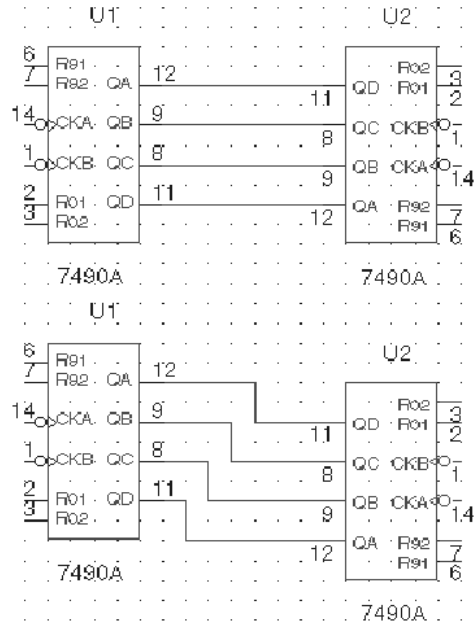 U1 U2
6 R91 R02 3
7 R92 QA 12 11 QD R01 2
14 CKA QB 9 8 QC CKB 1
1 CKB QC 8 9 QB CKA 14
2 R01 QD 11 12 QA R92 7
3 R02 R91 6
7490A 7490A
U1
U2
6 R91
7 R92 QA 12
R02 3
14 CKA QB 9 11 QD R01 2
1 CKB QC 8 8 QC CKB 1
2 R01 QD 11 9 QB CKA 14
3 R02
12 QA R92 7
R91 6
7490A
7490A